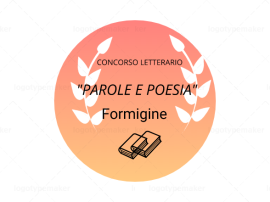 CONCORSO LETTERARIO
"PAROLE E POESIA"
Formigine